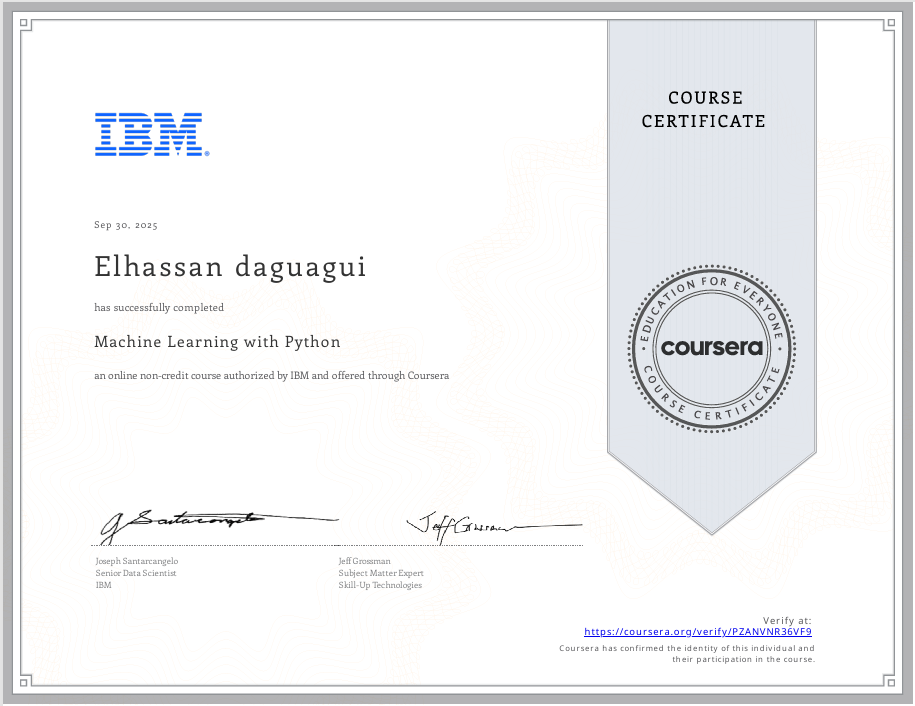 COURSE
CERTIFICATE
IBM®
Sep 30, 2025
Elhassan daguagui
has successfully completed
Machine Learning with Python
an online non-credit course authorized by IBM and offered through Coursera
EDUCATION FOR EVERYONE
coursera
COURSE CERTIFICATE
J Santarcangelo
Jeff Grossman
Joseph Santarcangelo
Senior Data Scientist
IBM
Jeff Grossman
Subject Matter Expert
Skill-Up Technologies
Verify at:
https://coursera.org/verify/PZANVNR36VF9
Coursera has confirmed the identity of this individual and
their participation in the course.